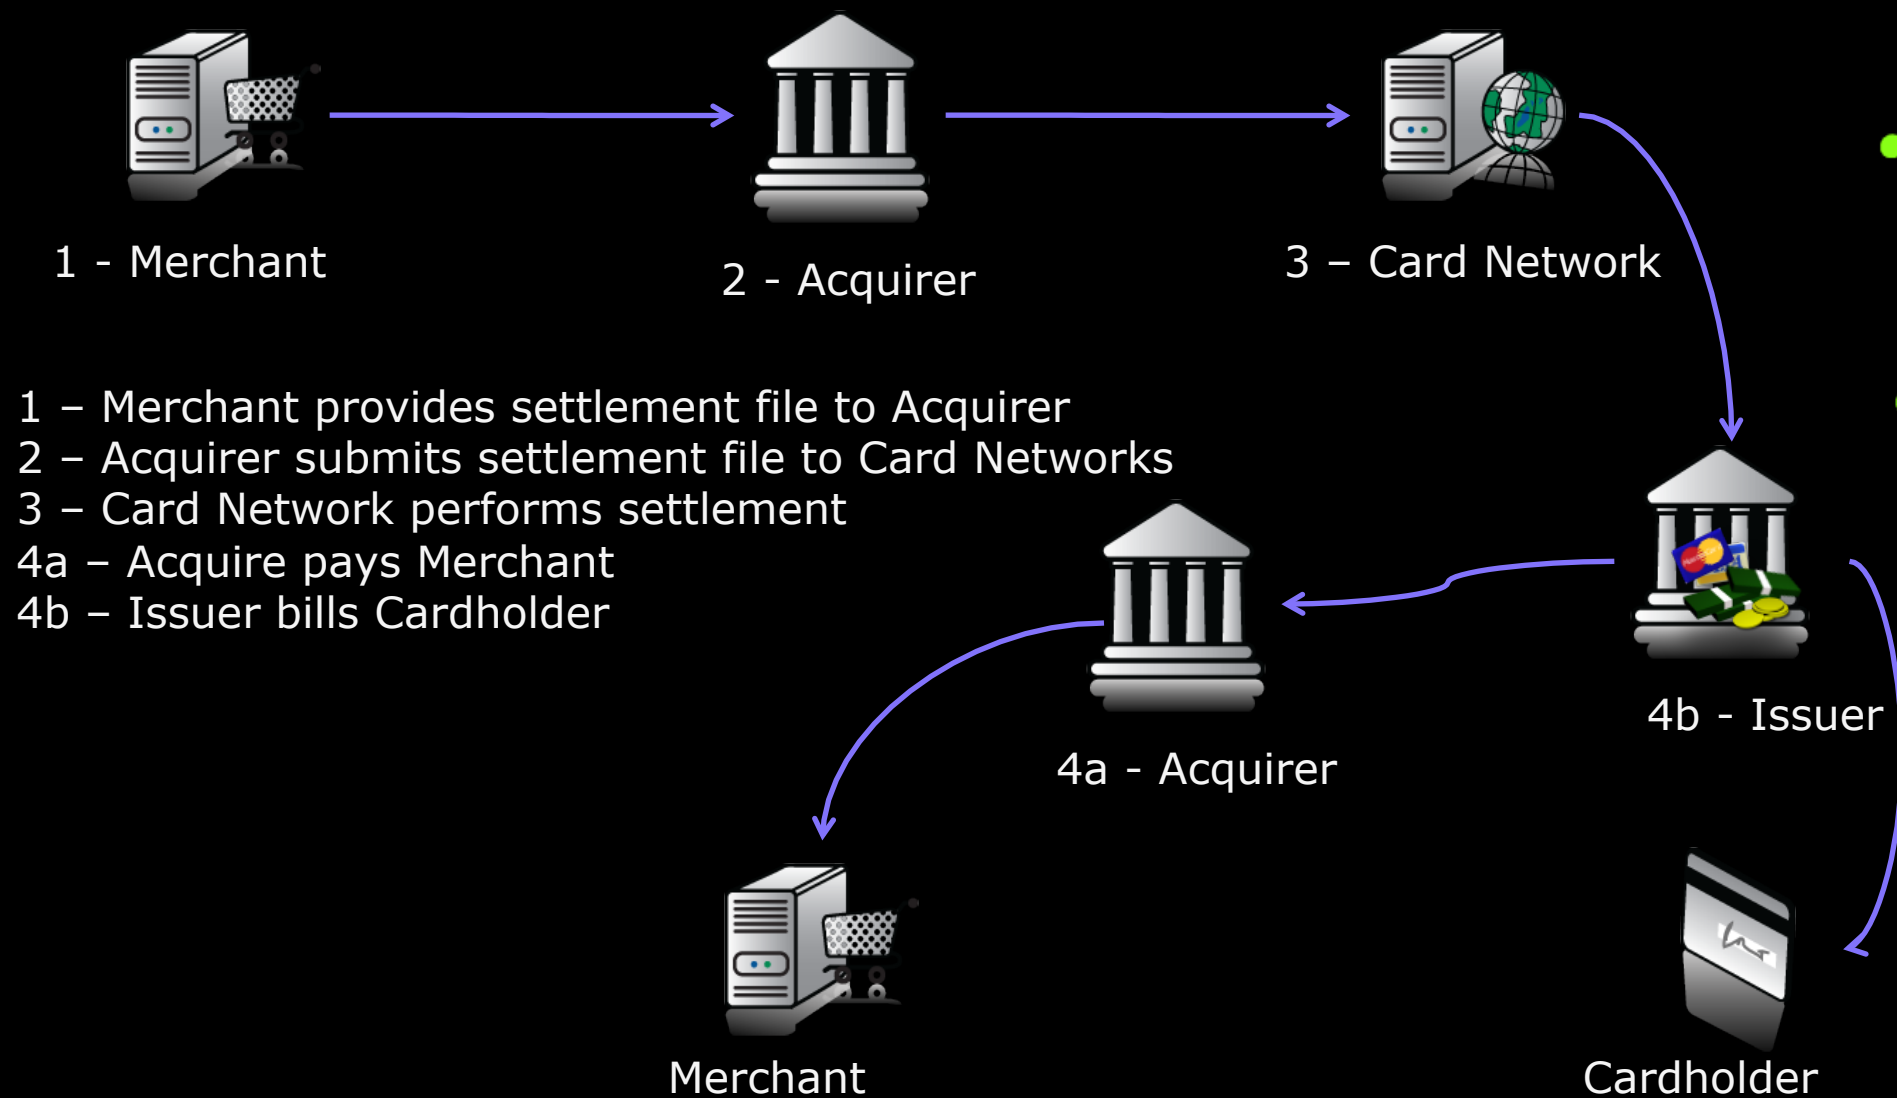 1 - Merchant
2 - Acquirer
3 – Card Network
1 – Merchant provides settlement file to Acquirer
2 – Acquirer submits settlement file to Card Networks
3 – Card Network performs settlement
4a – Acquire pays Merchant
4b – Issuer bills Cardholder
4b - Issuer
4a - Acquirer
Merchant
Cardholder